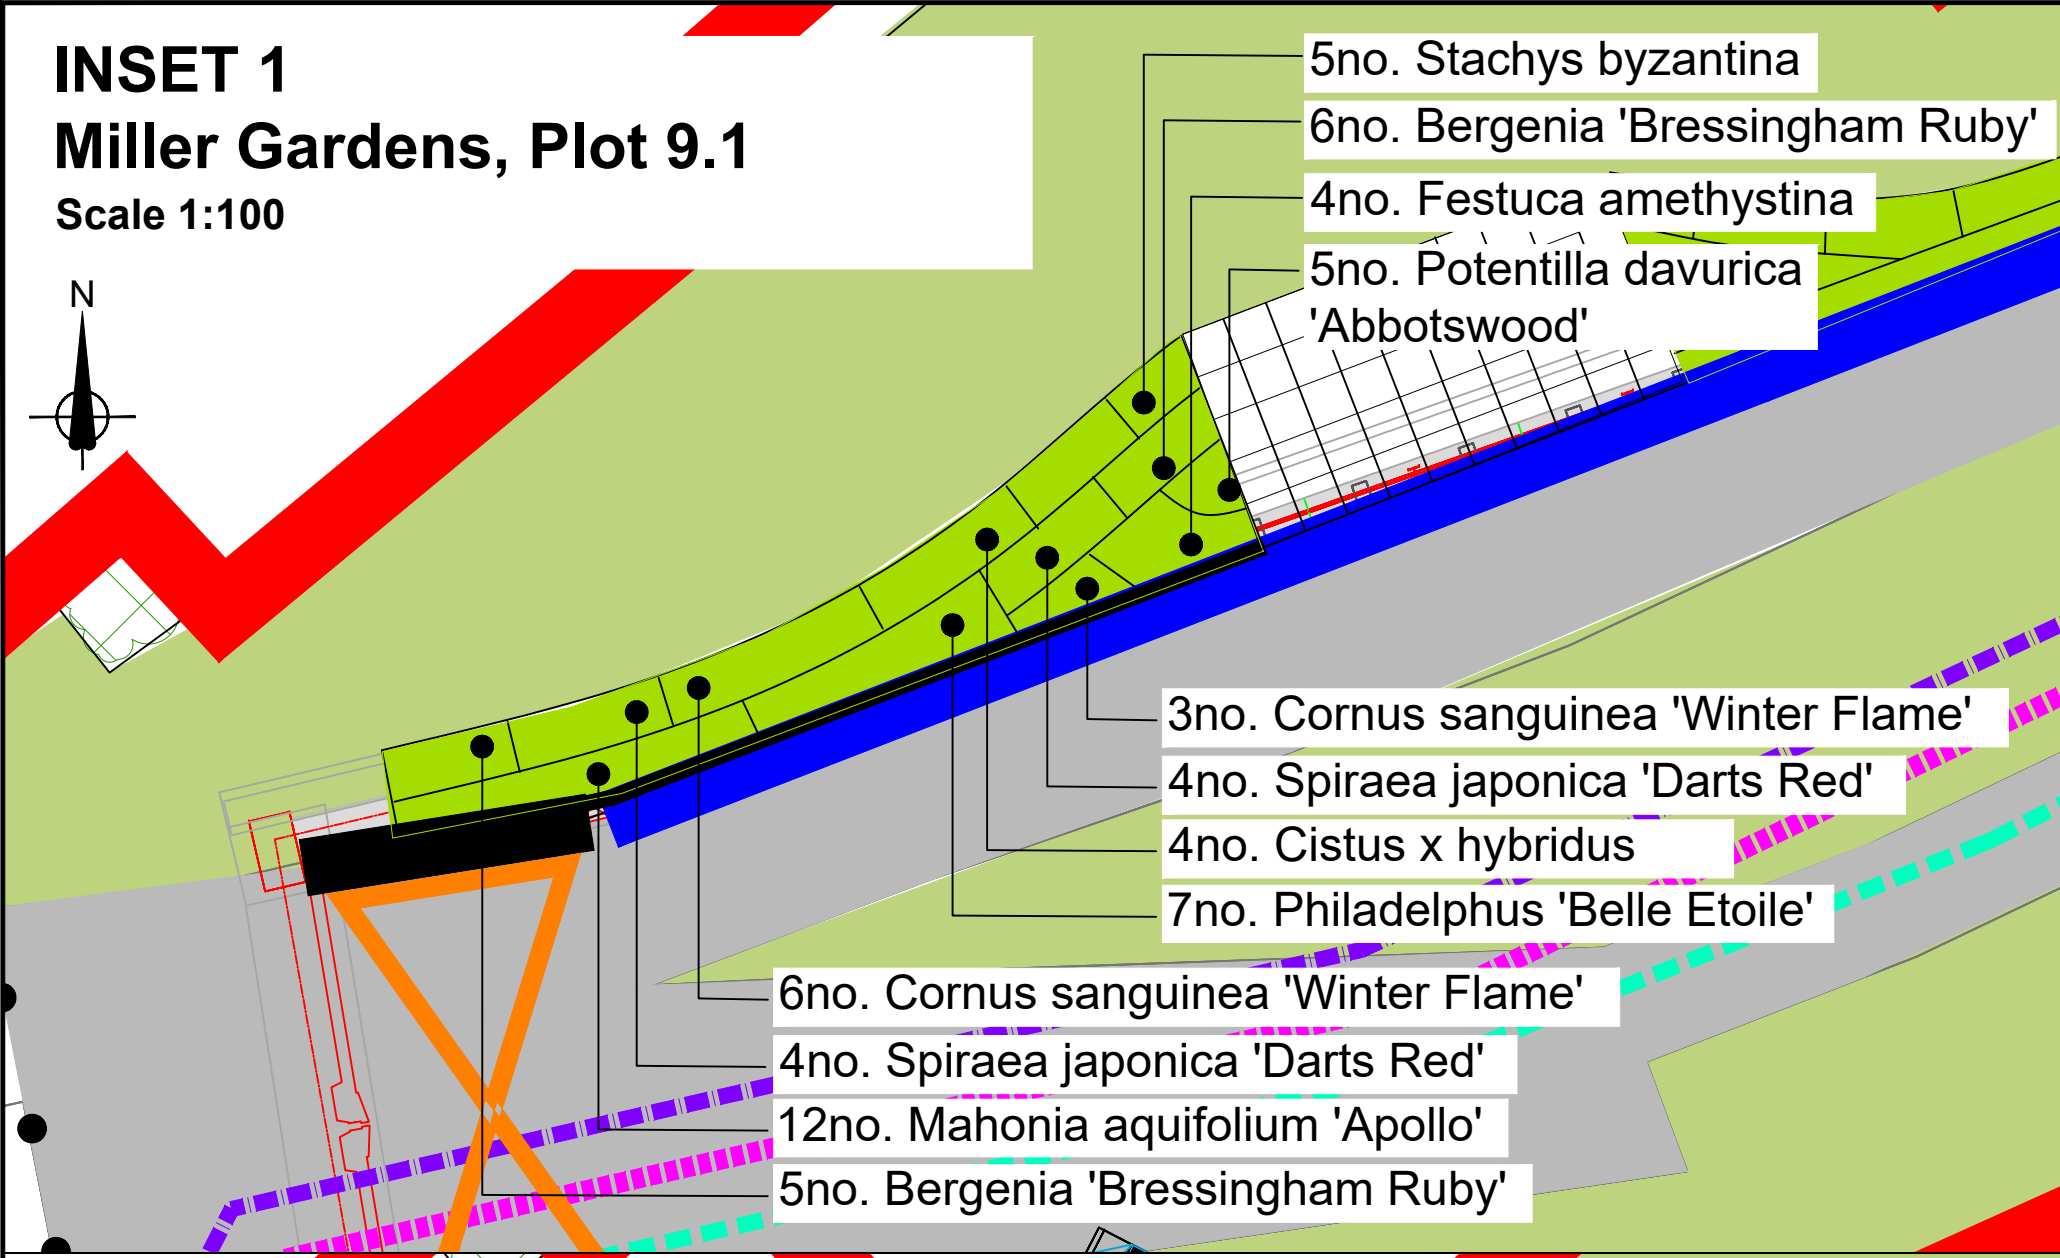 INSET 1
Miller Gardens, Plot 9.1
Scale 1:100
N
5no. Stachys byzantina
6no. Bergenia 'Bressingham Ruby'
4no. Festuca amethystina
5no. Potentilla davurica
'Abbotswood'
3no. Cornus sanguinea 'Winter Flame'
4no. Spiraea japonica 'Darts Red'
4no. Cistus x hybridus
7no. Philadelphus 'Belle Etoile'
6no. Cornus sanguinea 'Winter Flame'
4no. Spiraea japonica 'Darts Red'
12no. Mahonia aquifolium 'Apollo'
5no. Bergenia 'Bressingham Ruby'